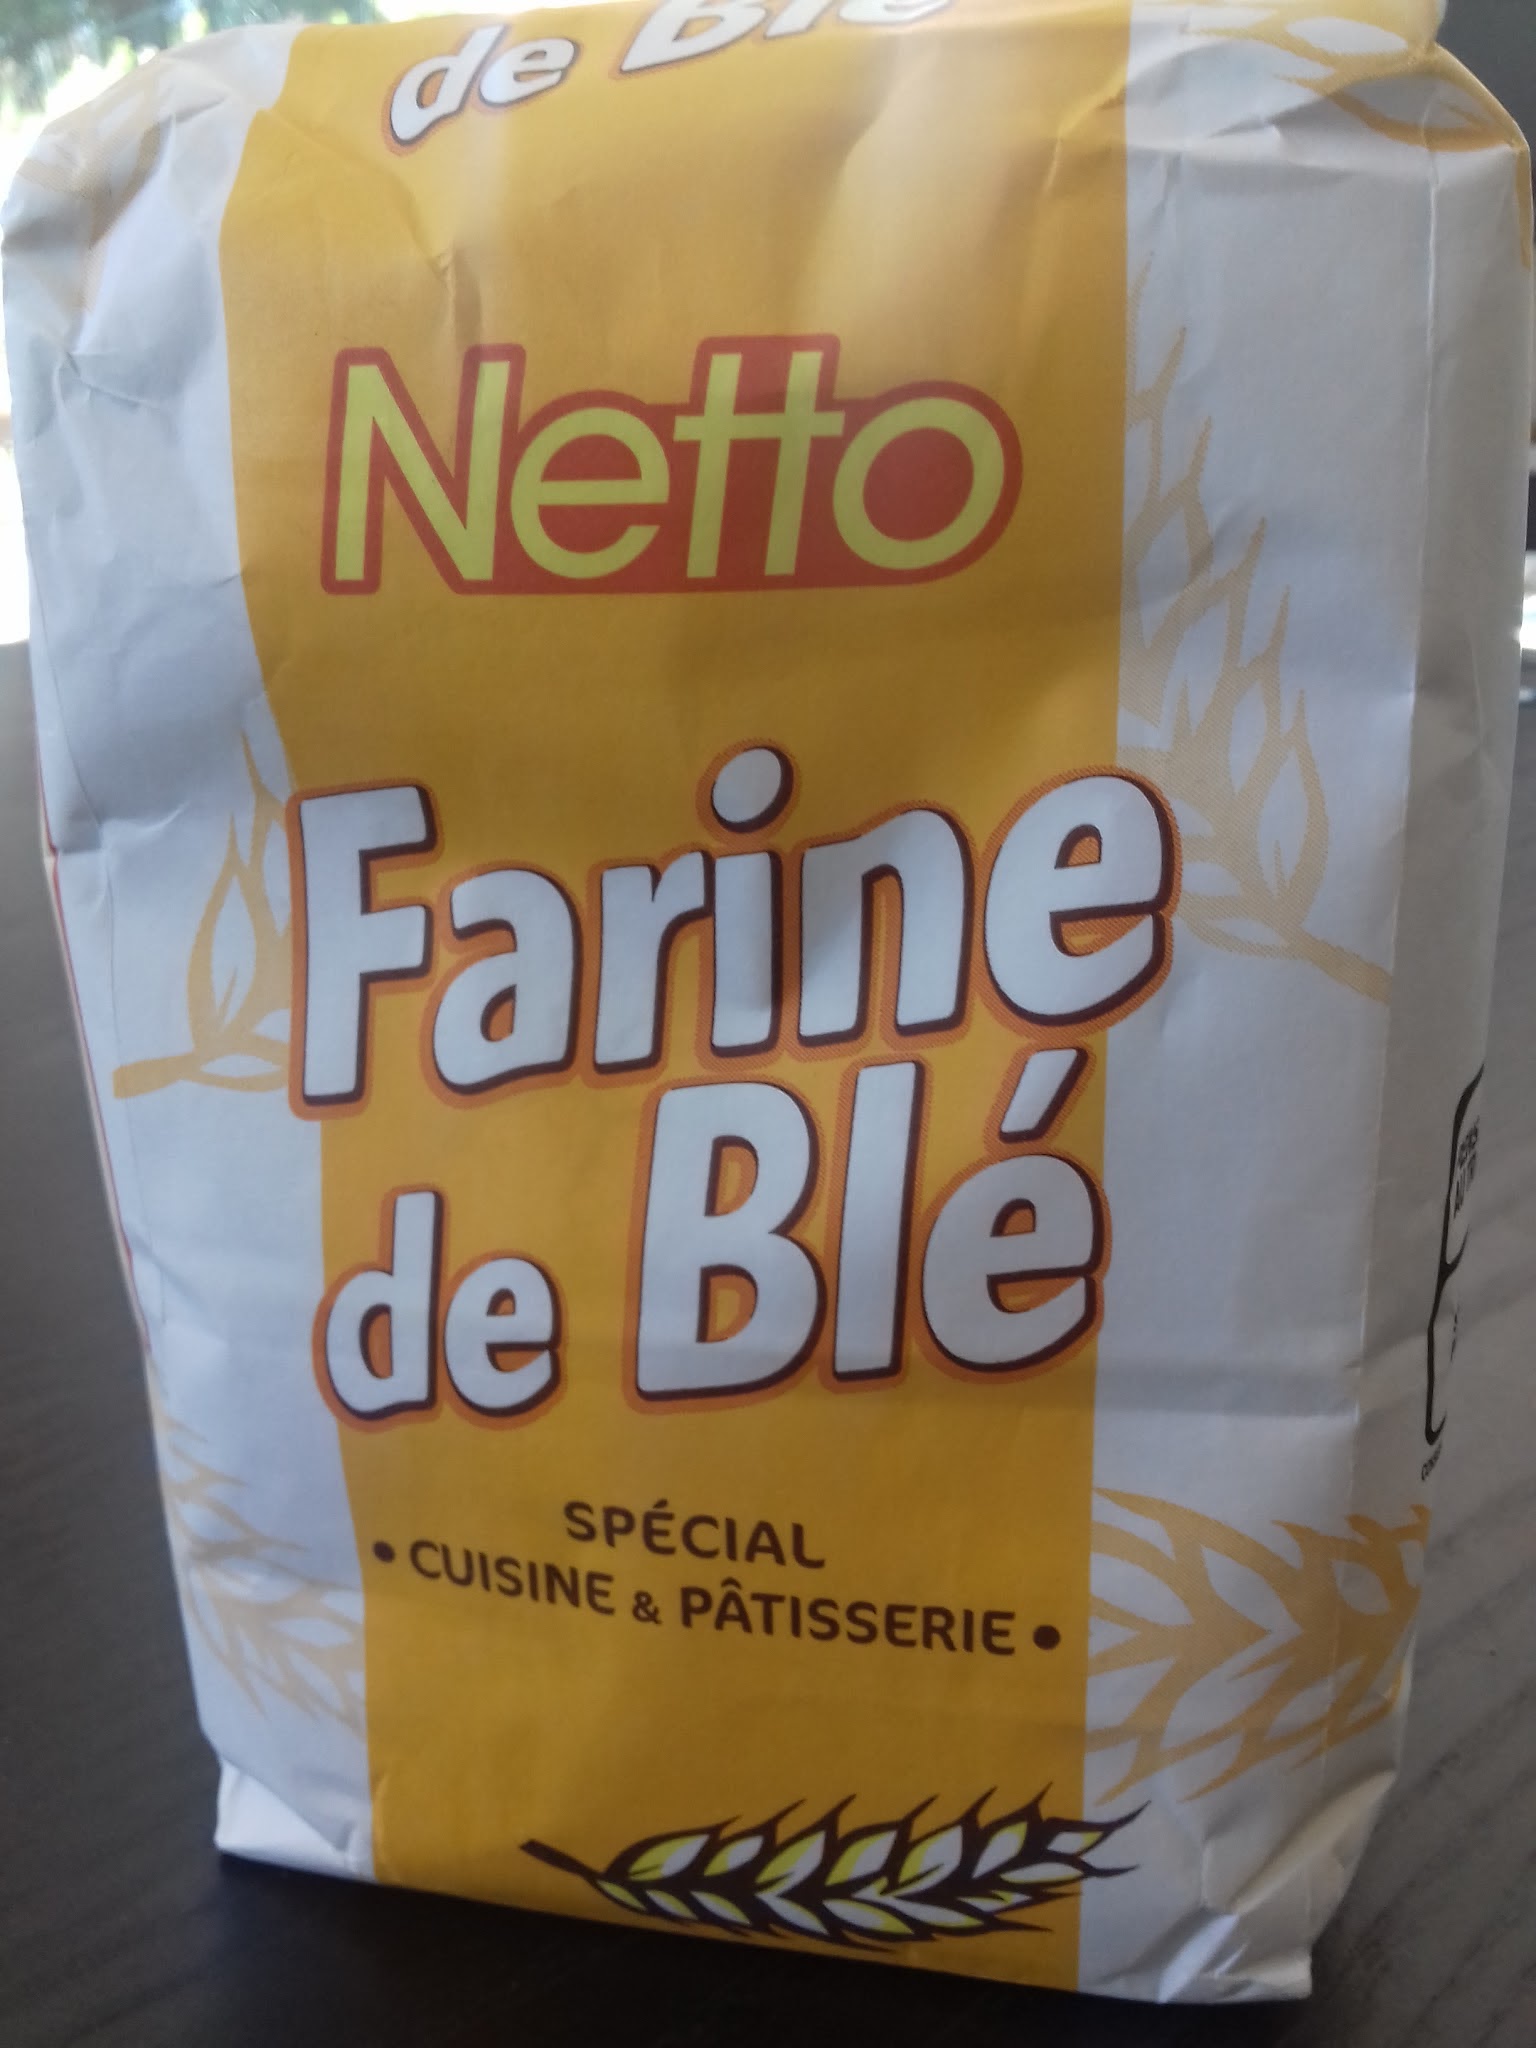 de Blé
Netto
Farine
de Blé
SPÉCIAL
• CUISINE & PÂTISSERIE •